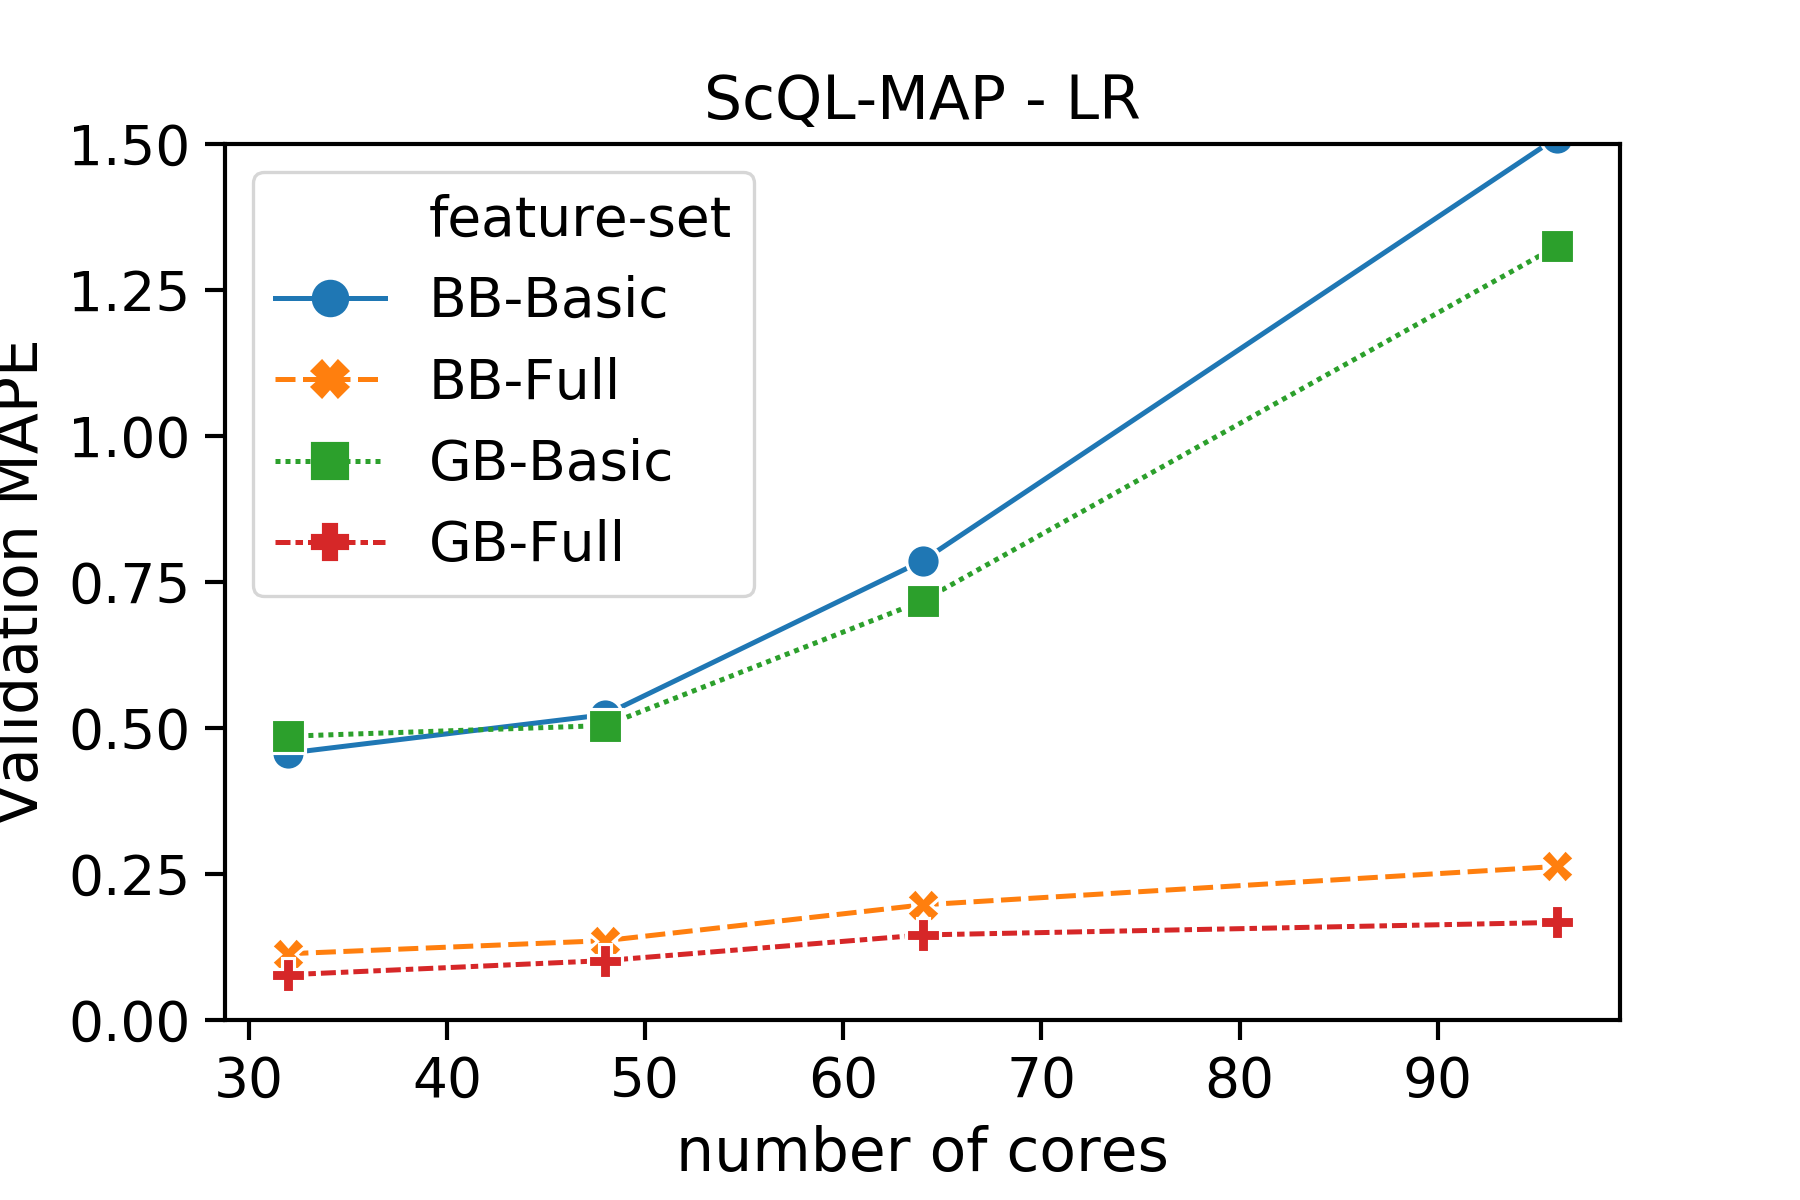 ScQL-MAP - LR
1.50
1.25
1.00
0.75
0.50
0.25
0.00
Validation MAPE
feature-set
BB-Basic
BB-Full
GB-Basic
GB-Full
30 40 50 60 70 80 90
number of cores